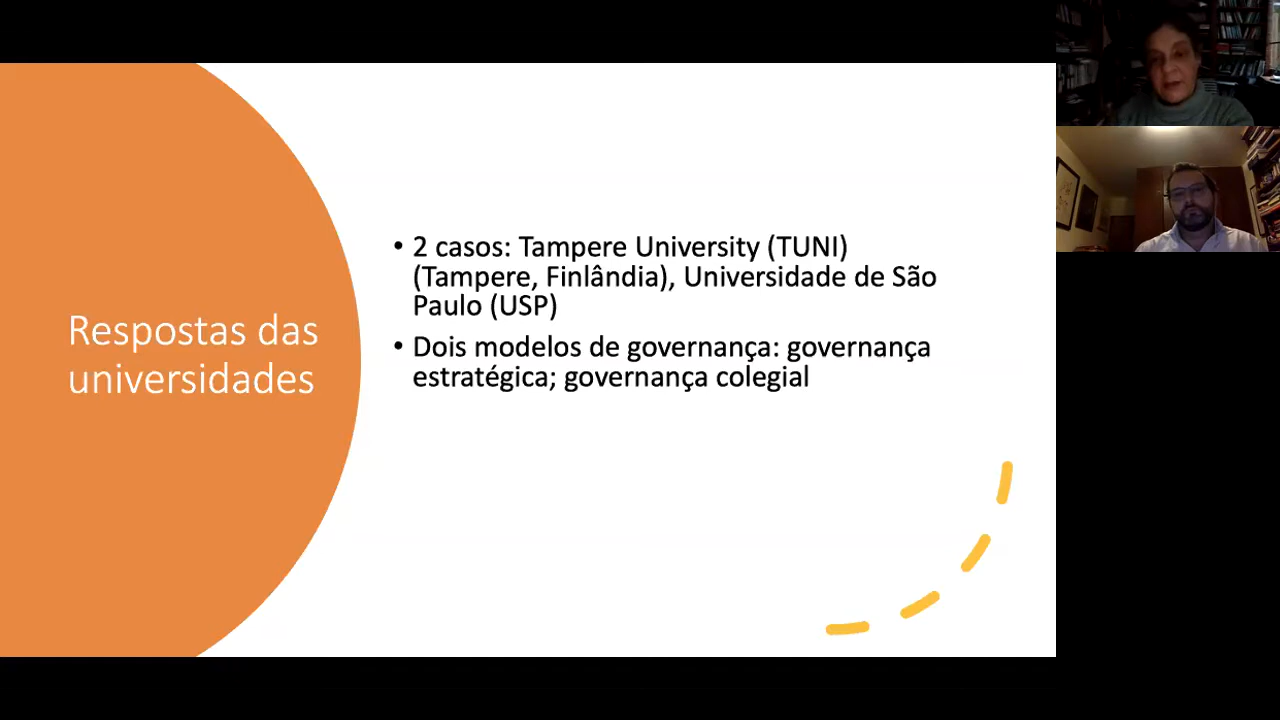 Respostas das
universidades
• 2 casos: Tampere University (TUNI)
(Tampere, Finlândia), Universidade de São
Paulo (USP)
• Dois modelos de governança: governança
estratégica; governança colegial